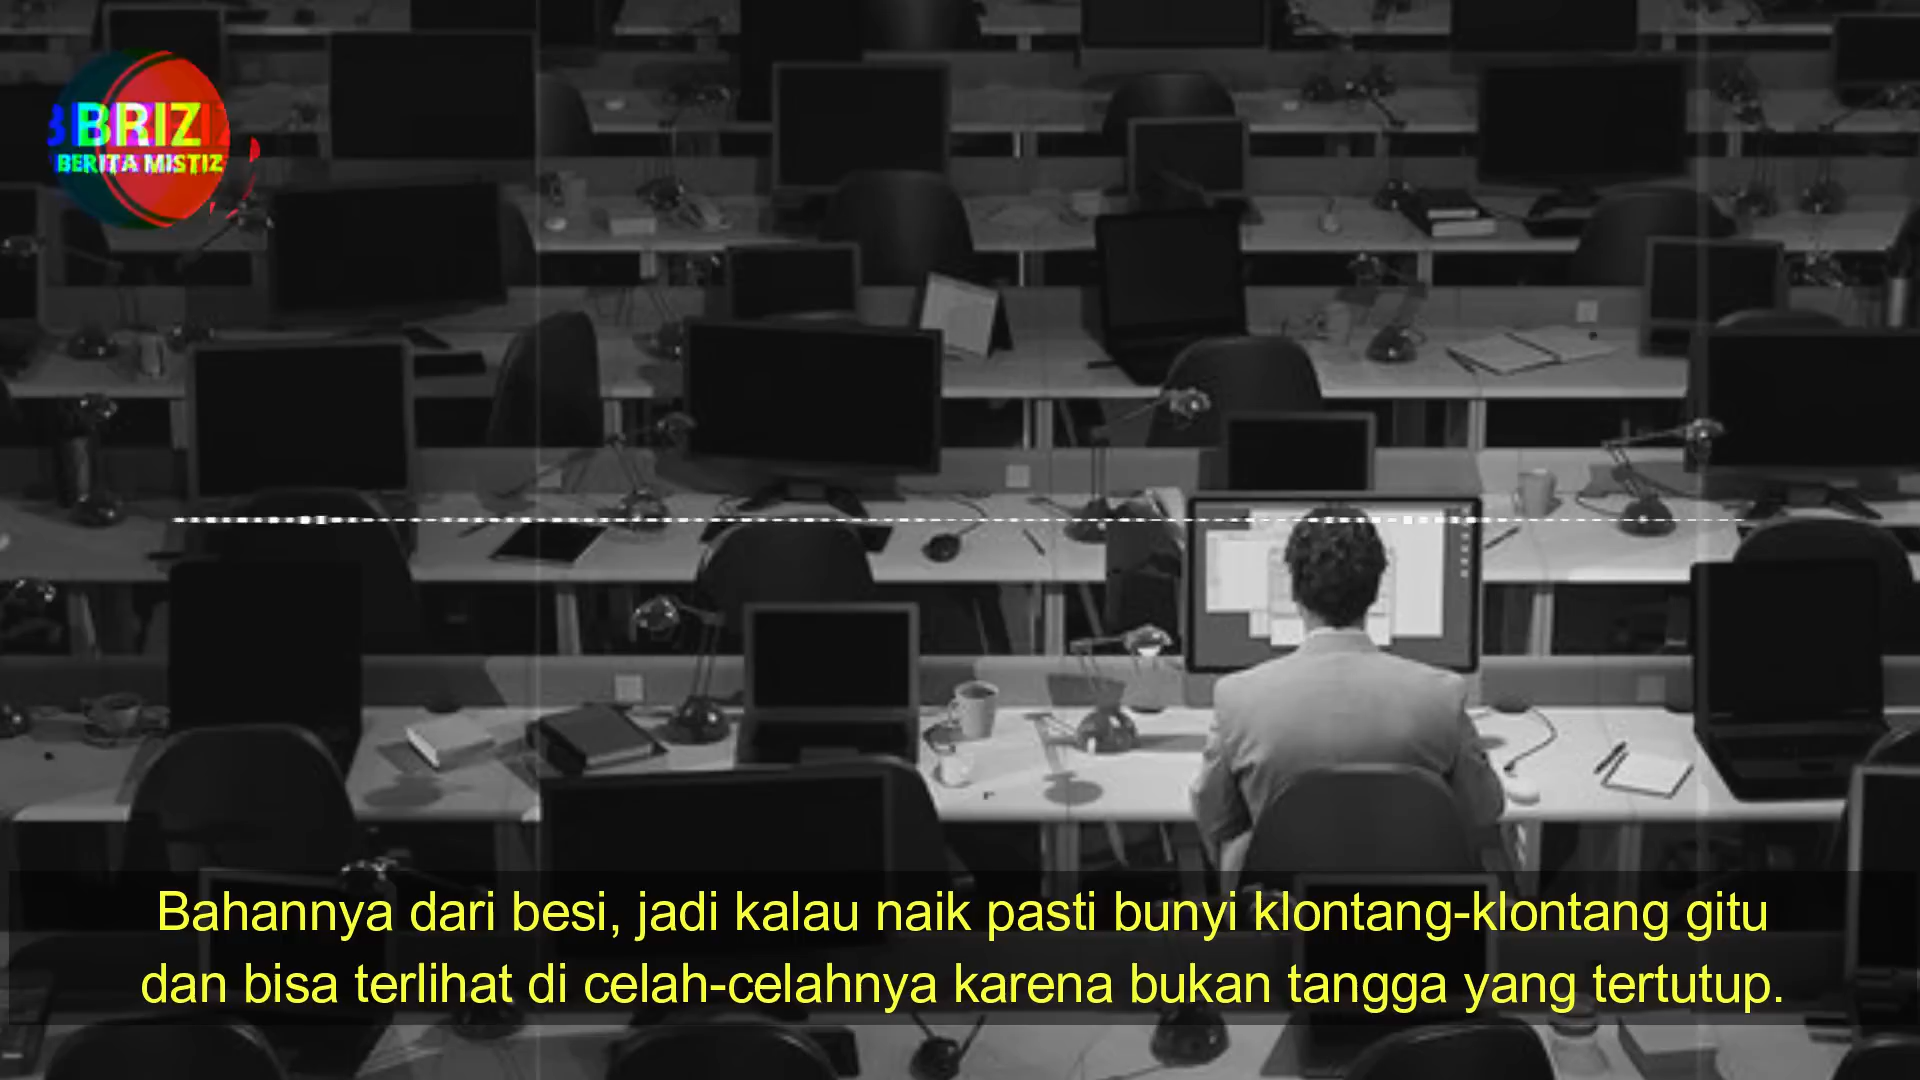 BRIZ
BERITA MISTIZ
Bahannya dari besi, jadi kalau naik pasti bunyi klontang-klontang gitu
dan bisa terlihat di celah-celahnya karena bukan tangga yang tertutup.